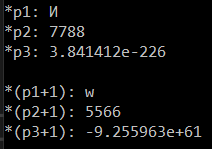 *p1: И
*p2: 7788
*p3: 3.841412e-226
*(p1+1): w
*(p2+1): 5566
*(p3+1): -9.255963e+61